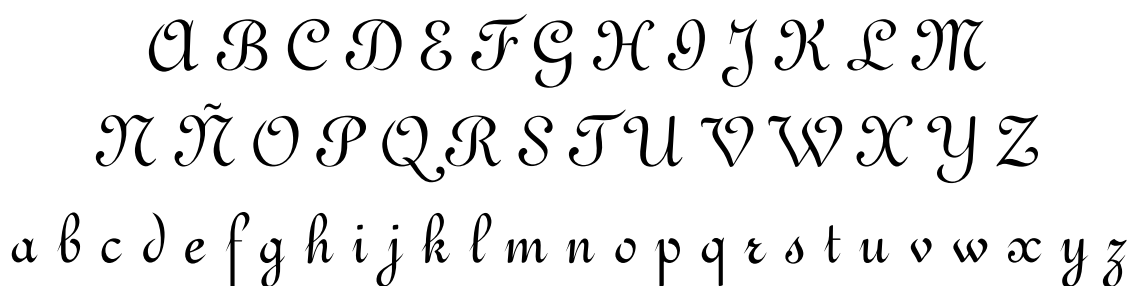 A B C D E F G H I J K L M
N Ñ O P Q R S T U V W X Y Z
a b c d e f g h i j k l m n o p q r s t u v w x y z